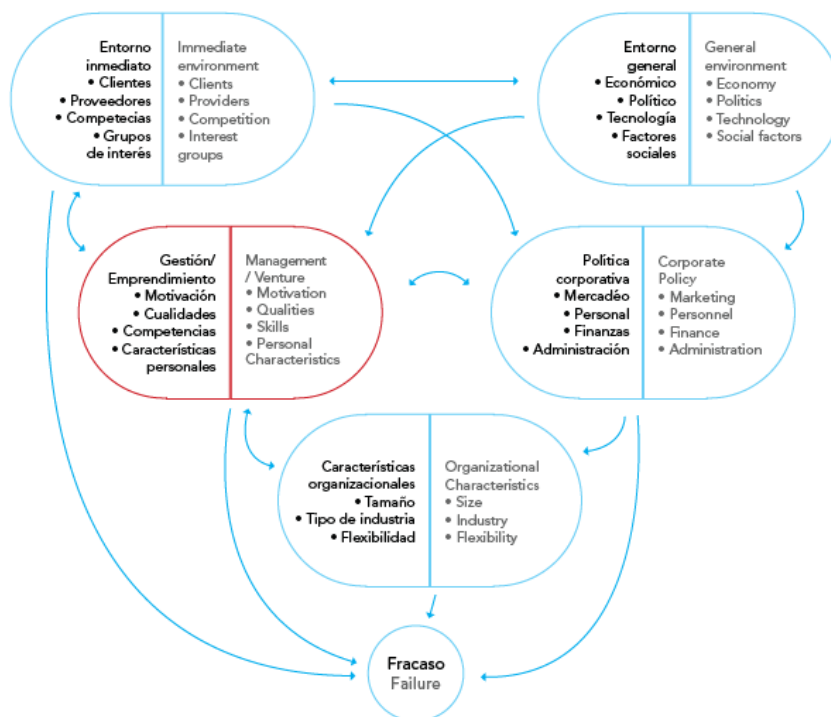 Entorno
inmediato
• Clientes
• Proveedores
• Competecias
• Grupos
de interés
Immediate
environment
• Clients
• Providers
• Competition
• Interest
groups
Entorno
general
• Económico
• Político
• Tecnología
• Factores
sociales
General
environment
• Economy
• Politics
• Technology
• Social factors
Gestión/
Emprendimiento
• Motivación
• Cualidades
• Competencias
• Características
personales
Management
/ Venture
• Motivation
• Qualities
• Skills
• Personal
Characteristics
Política
corporativa
• Mercadéo
• Personal
• Finanzas
• Administración
Corporate
Policy
• Marketing
• Personnel
• Finance
• Administration
Características
organizacionales
• Tamaño
• Tipo de industria
• Flexibilidad
Organizational
Characteristics
• Size
• Industry
• Flexibility
Fracaso
Failure